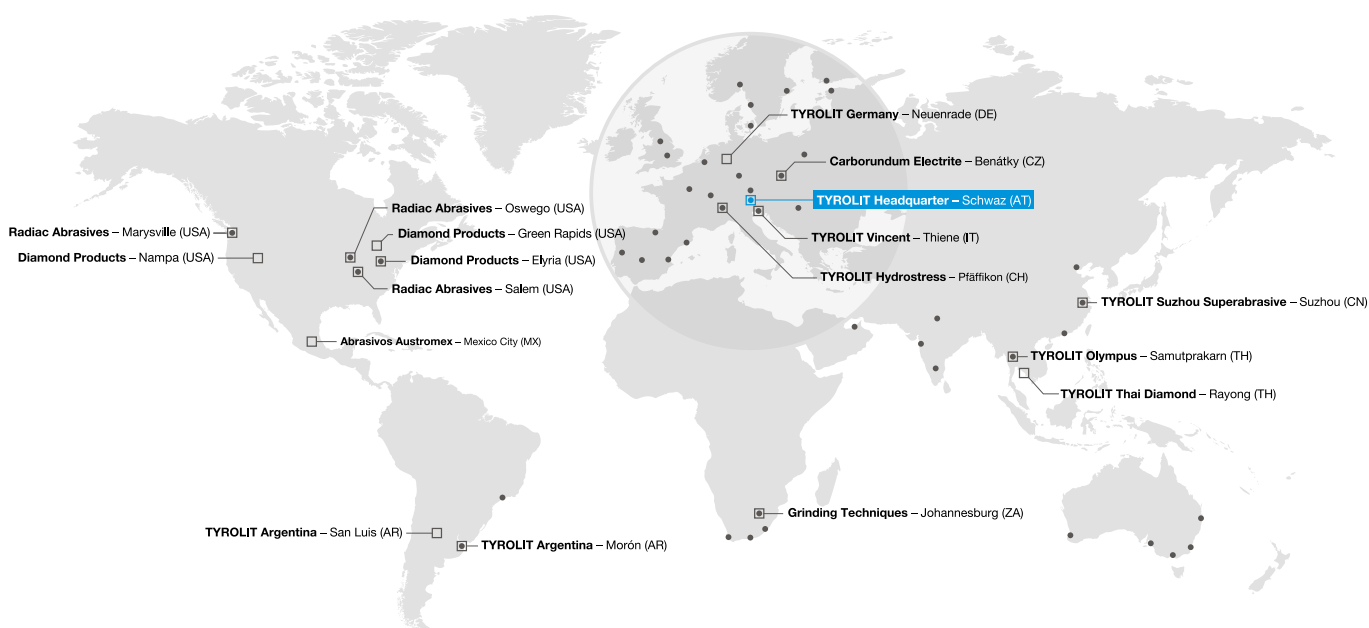 TYROLIT Germany – Neuenrade (DE)
Carborundum Electrite – Benátky (CZ)
TYROLIT Headquarter – Schwaz (AT)
Radiac Abrasives – Oswego (USA)
Radiac Abrasives – Marysville (USA)
Diamond Products – Green Rapids (USA)
TYROLIT Vincent – Thiene (IT)
Diamond Products – Nampa (USA)
Diamond Products – Elyria (USA)
TYROLIT Hydrostress – Pfäffikon (CH)
Radiac Abrasives – Salem (USA)
TYROLIT Suzhou Superabrasive – Suzhou (CN)
Abrasivos Austromex – Mexico City (MX)
TYROLIT Olympus – Samutprakarn (TH)
TYROLIT Thai Diamond – Rayong (TH)
Grinding Techniques – Johannesburg (ZA)
TYROLIT Argentina – San Luis (AR)
TYROLIT Argentina – Morón (AR)